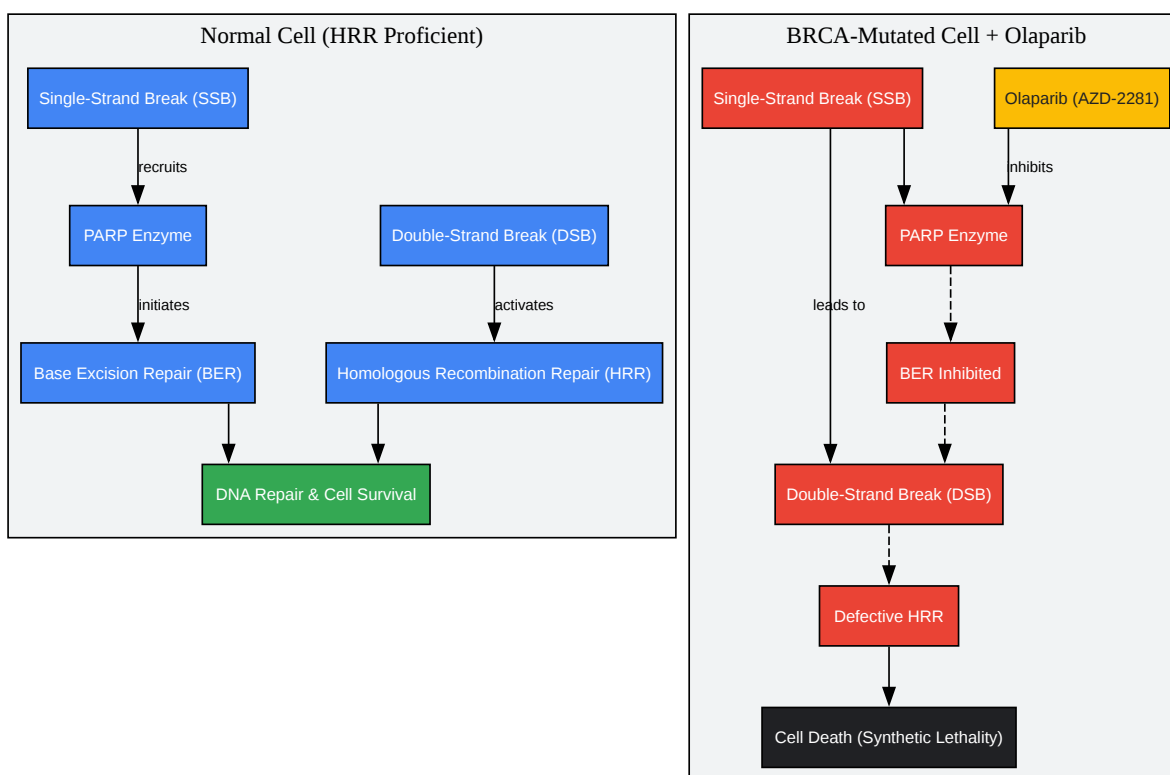 Normal Cell (HRR Proficient)
Single-Strand Break (SSB)
recruits
PARP Enzyme
Double-Strand Break (DSB)
initiates
activates
Base Excision Repair (BER)
Homologous Recombination Repair (HRR)
DNA Repair & Cell Survival
BRCA-Mutated Cell + Olaparib
Single-Strand Break (SSB)
Olaparib (AZD-2281)
inhibits
PARP Enzyme
leads to
BER Inhibited
Double-Strand Break (DSB)
Defective HRR
Cell Death (Synthetic Lethality)